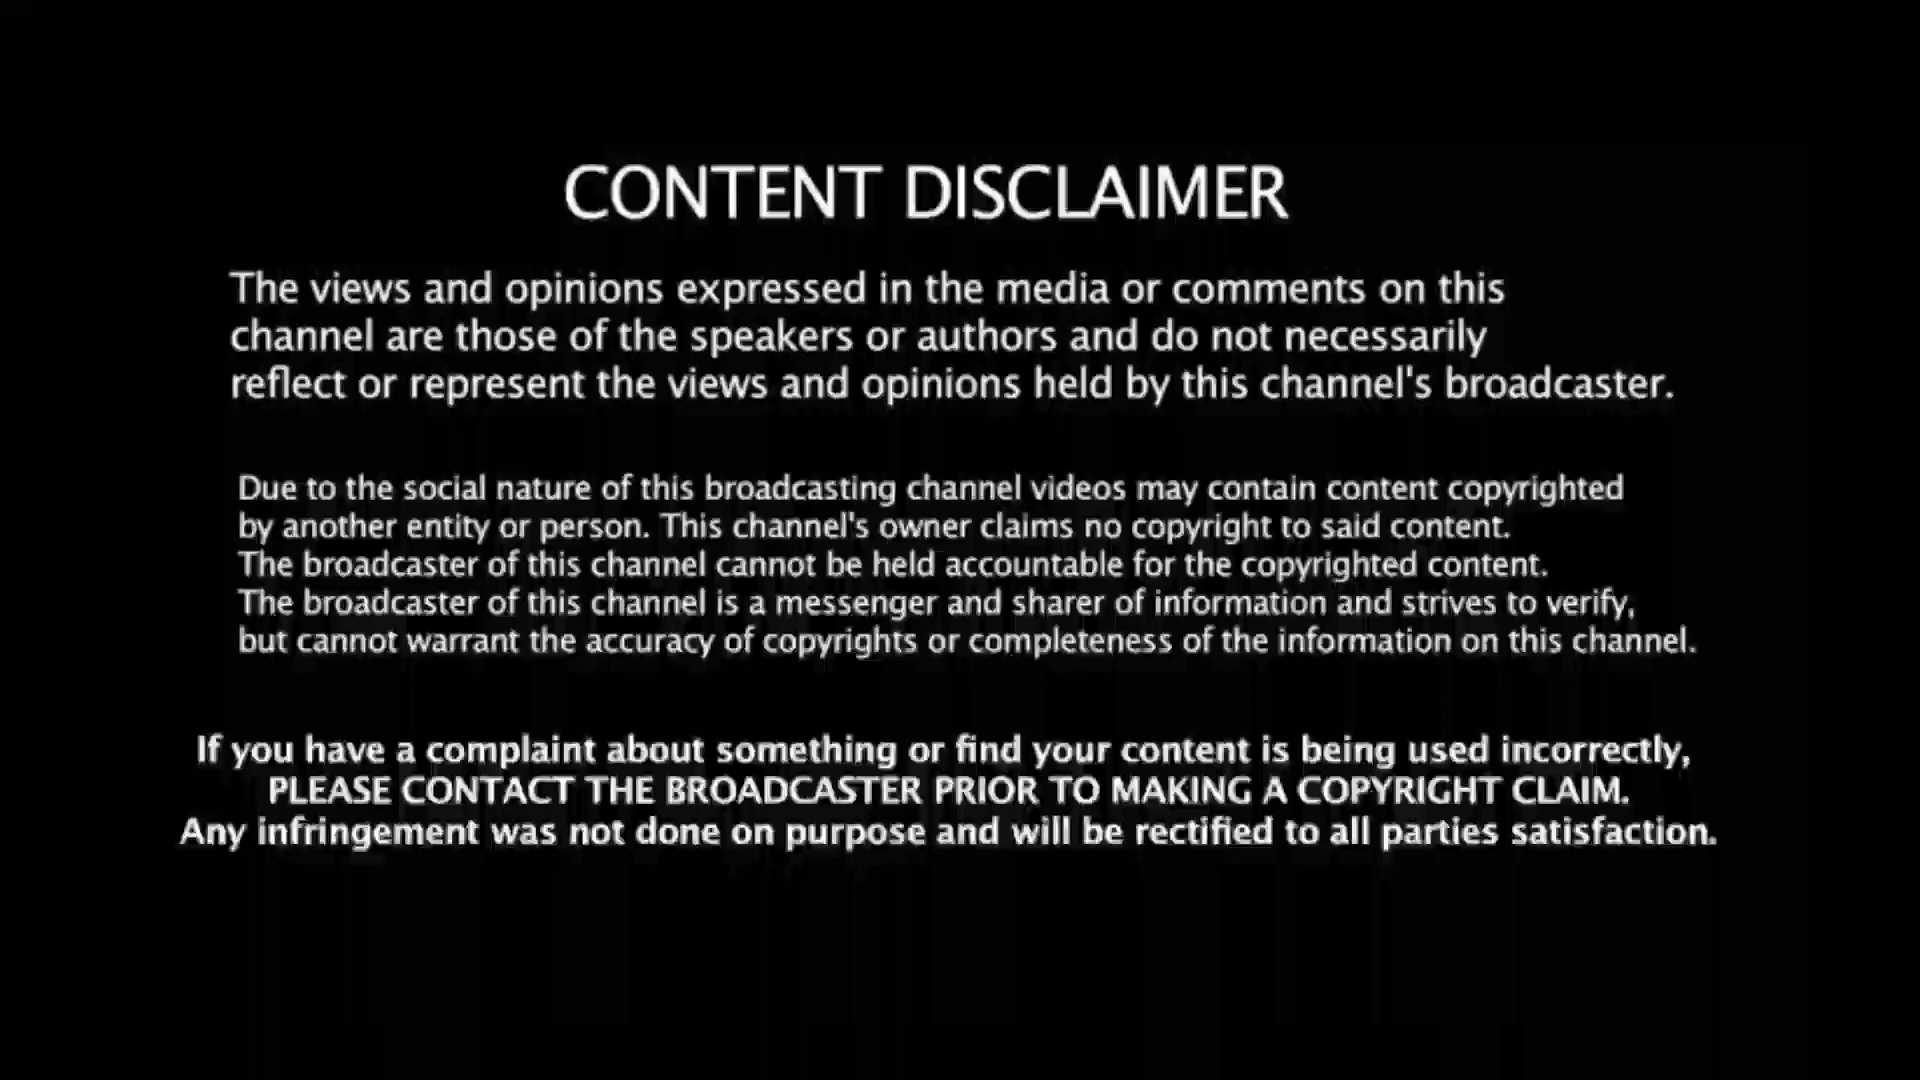 CONTENT DISCLAIMER
The views and opinions expressed in the media or comments on this
channel are those of the speakers or authors and do not necessarily
reflect or represent the views and opinions held by this channel's broadcaster.
Due to the social nature of this broadcasting channel videos may contain content copyrighted
by another entity or person. This channel's owner claims no copyright to said content.
The broadcaster of this channel cannot be held accountable for the copyrighted content.
The broadcaster of this channel is a messenger and sharer of information and strives to verify,
but cannot warrant the accuracy of copyrights or completeness of the information on this channel.
If you have a complaint about something or find your content is being used incorrectly,
PLEASE CONTACT THE BROADCASTER PRIOR TO MAKING A COPYRIGHT CLAIM.
Any infringement was not done on purpose and will be rectified to all parties satisfaction.